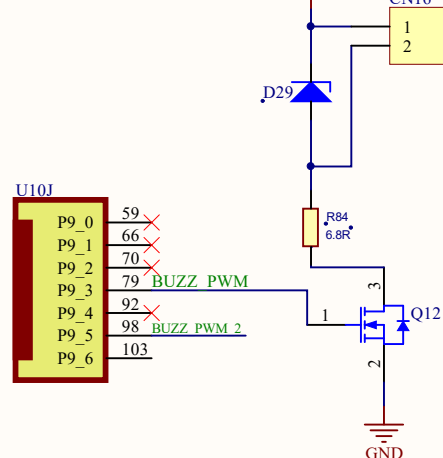 CN16
1
2
D29
U10J
R84
6.8R
P9_0 59
P9_1 66
P9_2 70
P9_3 79 BUZZ_PWM
P9_4 92
P9_5 98 BUZZ_PWM_2
P9_6 103
3
1
Q12
2
GND